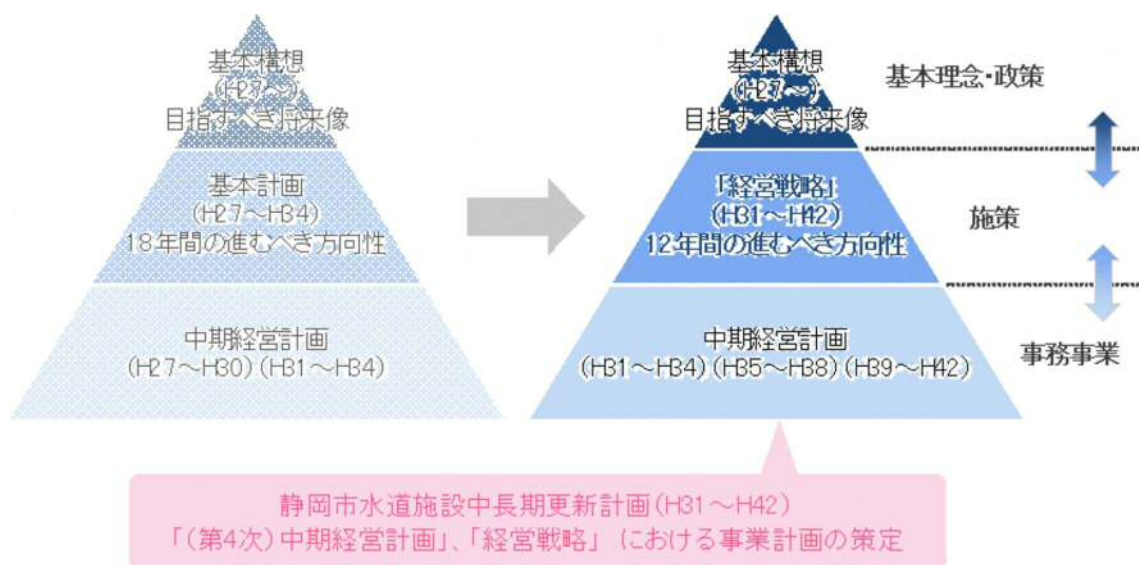 基本構想
(H27～)
目指すべき将来像
基本計画
(H27～H34)
18年間の進むべき方向性
中期経営計画
(H27～H30)(H31～H34)
基本構想
(H27～)
目指すべき将来像
「経営戦略」
(H31～H42)
12年間の進むべき方向性
中期経営計画
(H31～H34)(H35～H38)(H39～H42)
基本理念・政策
施策
事務事業
静岡市水道施設中長期更新計画(H31～H42)
「(第4次)中期経営計画」、「経営戦略」 における事業計画の策定